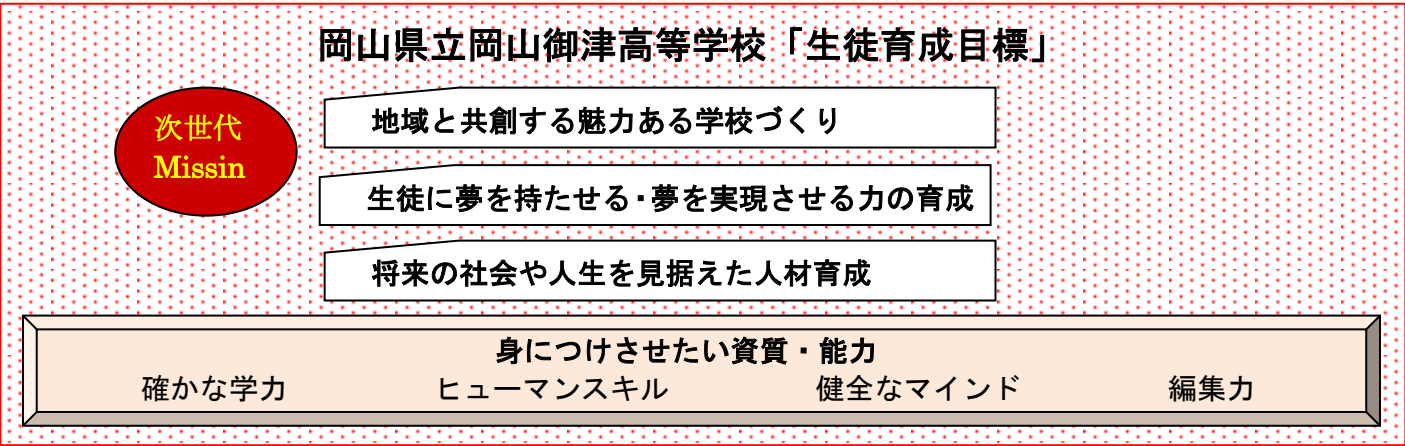 岡山県立岡山御津高等学校「生徒育成目標」
次世代
Missin
地域と共創する魅力ある学校づくり
生徒に夢を持たせる・夢を実現させる力の育成
将来の社会や人生を見据えた人材育成
身につけさせたい資質・能力
確かな学力 ヒューマンスキル 健全なマインド 編集力